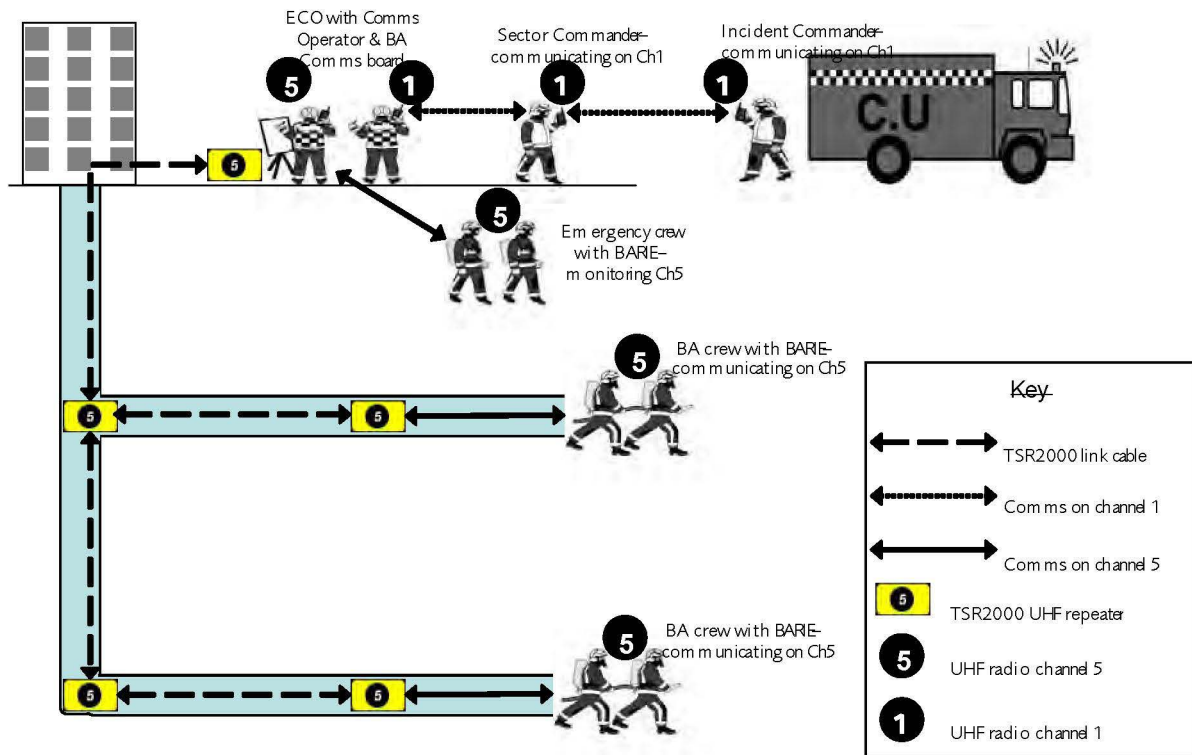 ECO with Comms
Operator & BA
Comms board
5
1
Sector Commander–
communicating on Ch1
1
Incident Commander–
communicating on Ch1
1
C.U
5
5
Emergency crew
with BARIE–
monitoring Ch5
5
BA crew with BARIE–
communicating on Ch5
5
5
5
BA crew with BARIE–
communicating on Ch5
5
5
Key
TSR2000 link cable
Comms on channel 1
Comms on channel 5
5
TSR2000 UHF repeater
5
UHF radio channel 5
1
UHF radio channel 1